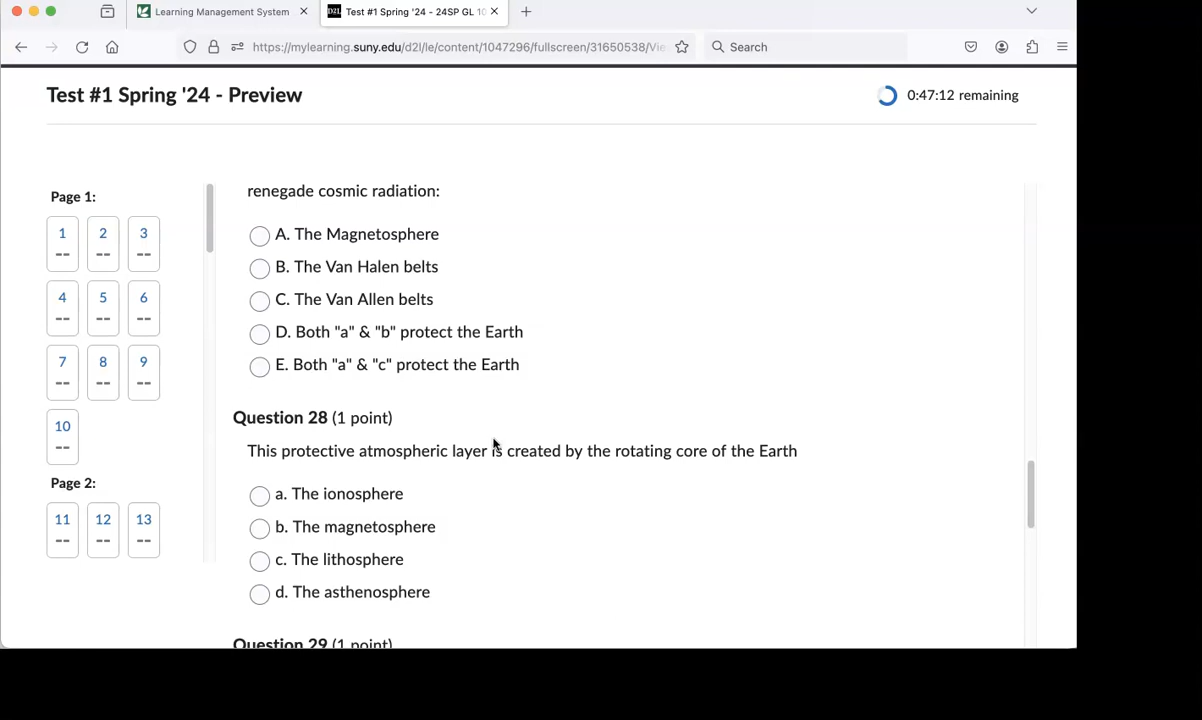 Learning Management System
Test #1 Spring '24 - 24SP GL 10
https://mylearning.suny.edu/d2l/le/content/1047296/fullscreen/31650538/Vie
Search
Test #1 Spring '24 - Preview
0:47:12 remaining
Page 1:
1 2 3
-- -- --
4 5 6
-- -- --
7 8 9
-- -- --
10
--
Page 2:
11 12 13
-- -- --
renegade cosmic radiation:
A. The Magnetosphere
B. The Van Halen belts
C. The Van Allen belts
D. Both "a" & "b" protect the Earth
E. Both "a" & "c" protect the Earth
Question 28 (1 point)
This protective atmospheric layer is created by the rotating core of the Earth
a. The ionosphere
b. The magnetosphere
c. The lithosphere
d. The asthenosphere
Question 29 (1 point)